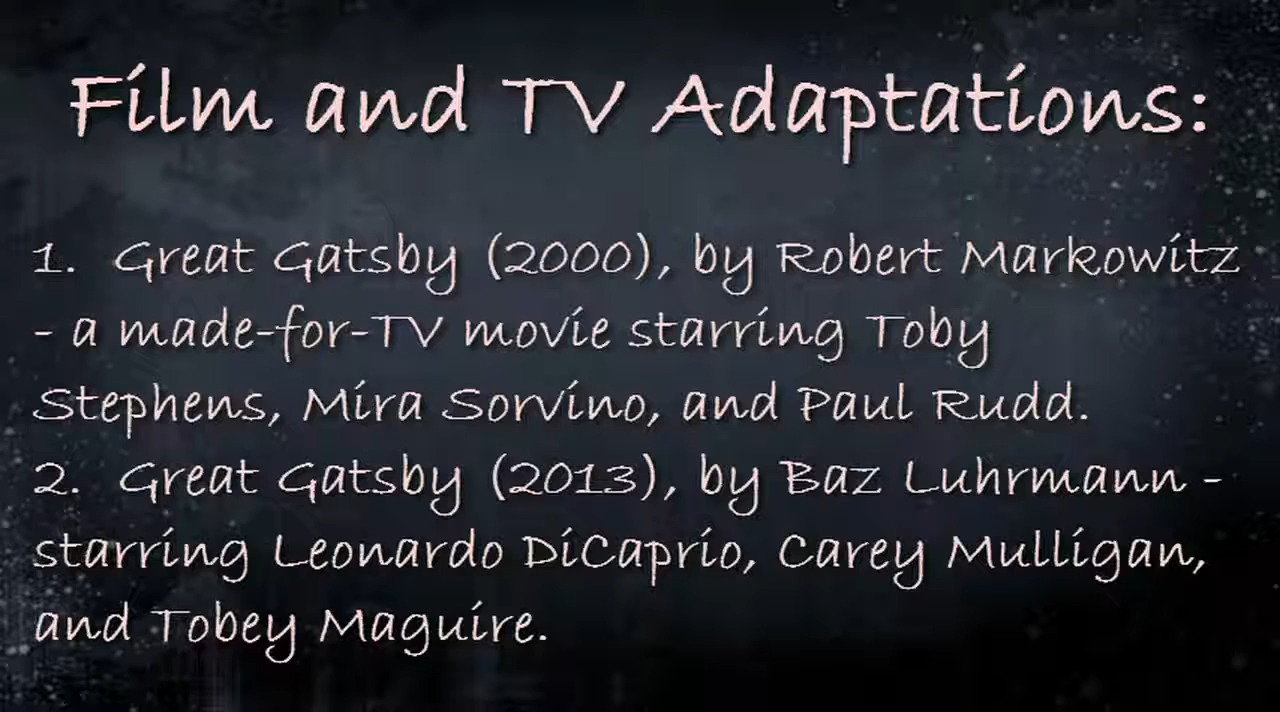 Film and TV Adaptations:
1. Great Gatsby (2000), by Robert Markowitz
- a made-for-TV movie starring Toby
Stephens, Mira Sorvino, and Paul Rudd.
2. Great Gatsby (2013), by Baz Luhrmann -
starring Leonardo DiCaprio, Carey Mulligan,
and Tobey Maguire.